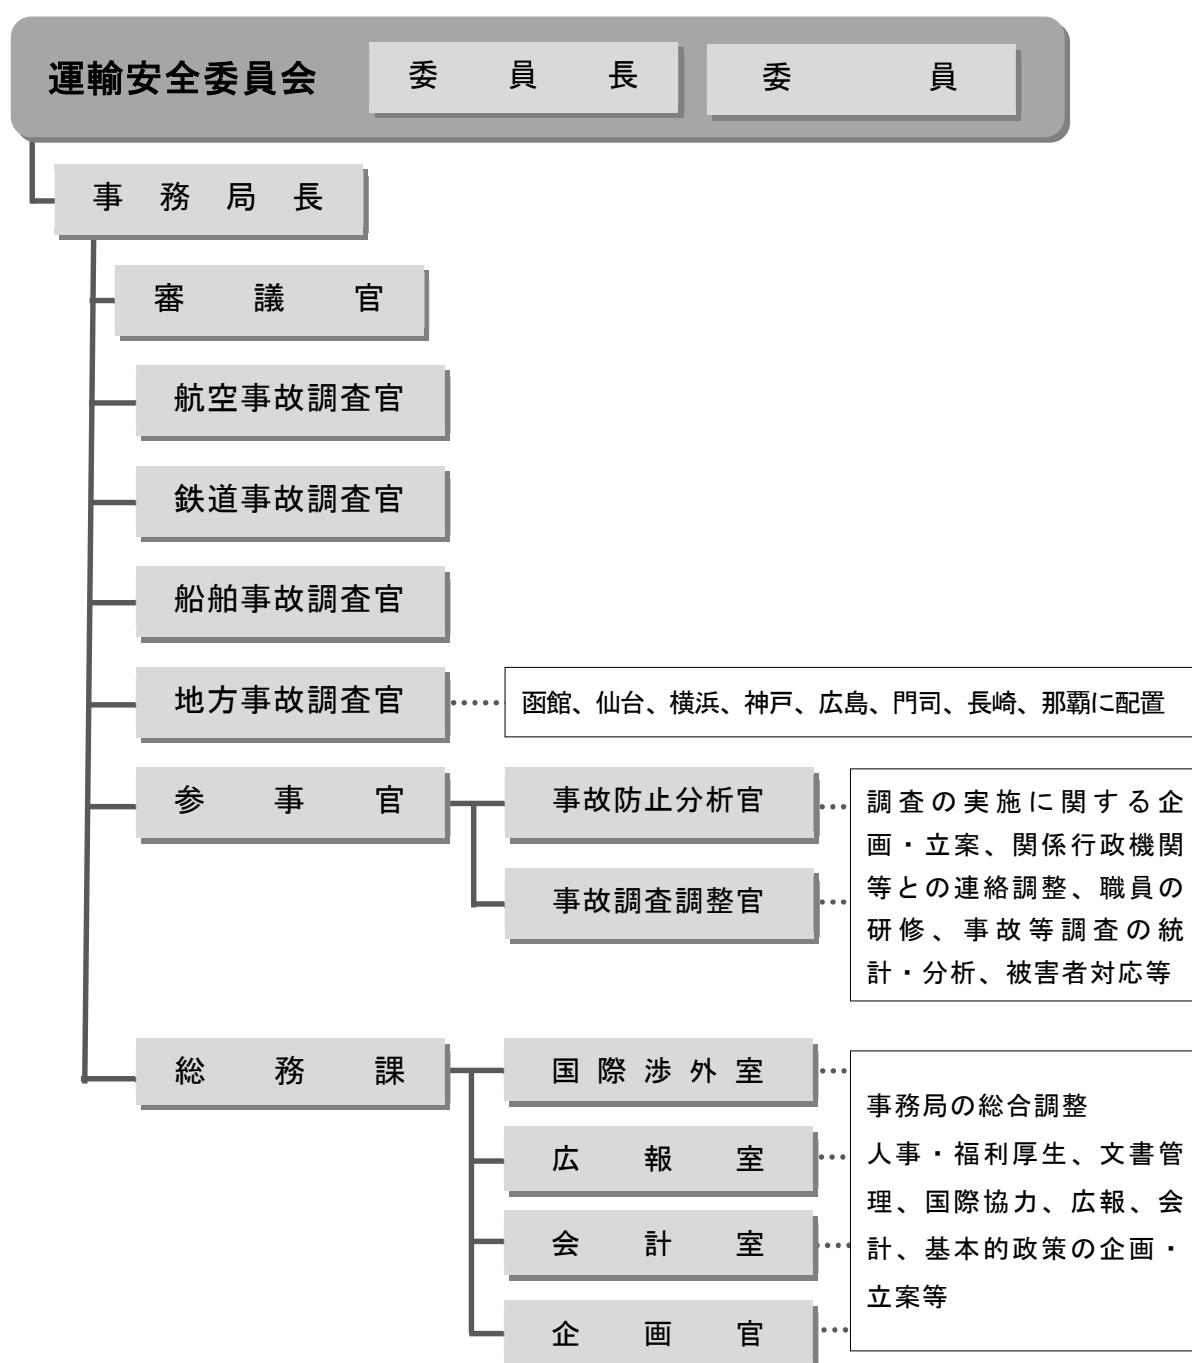 運輸安全委員会 委員長 委員
事務局長
審議官
航空事故調査官
鉄道事故調査官
船舶事故調査官
地方事故調査官
函館、仙台、横浜、神戸、広島、門司、長崎、那覇に配置
参事官
事故防止分析官
事故調査調整官
調査の実施に関する企
画・立案、関係行政機関
等との連絡調整、職員の
研修、事故等調査の統
計・分析、被害者対応等
総務課
国際渉外室
広報室
会計室
企画官
事務局の総合調整
人事・福利厚生、文書管
理、国際協力、広報、会
計、基本的政策の企画・
立案等